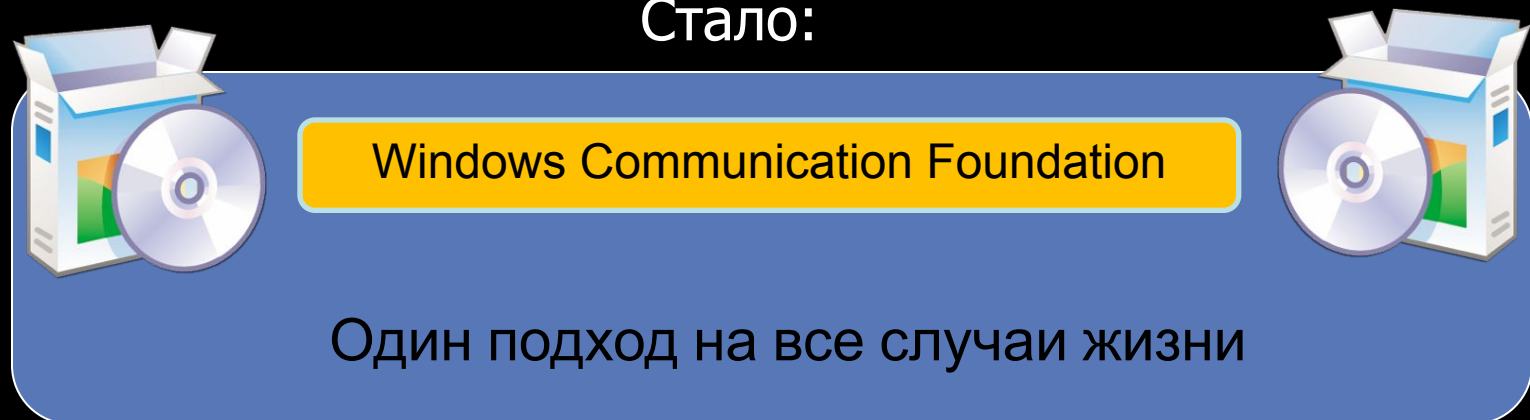 Стало:
Windows Communication Foundation
Один подход на все случаи жизни